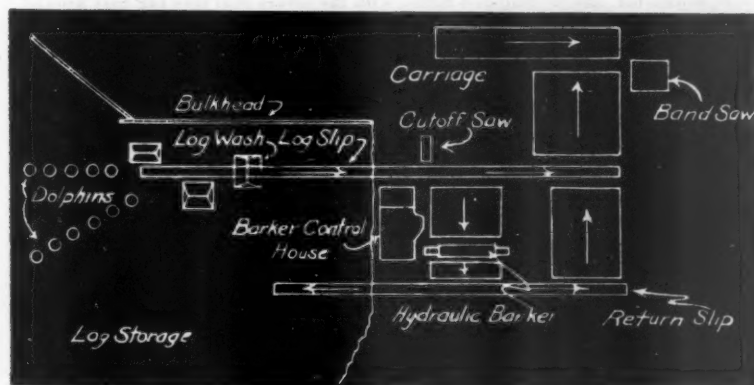 Carriage
Band Saw
Bulkhead
Cutoff Saw
Log Wash
Log Slip
Dolphins
Barker Control
House
Hydraulic Barker
Return Slip
Log Storage